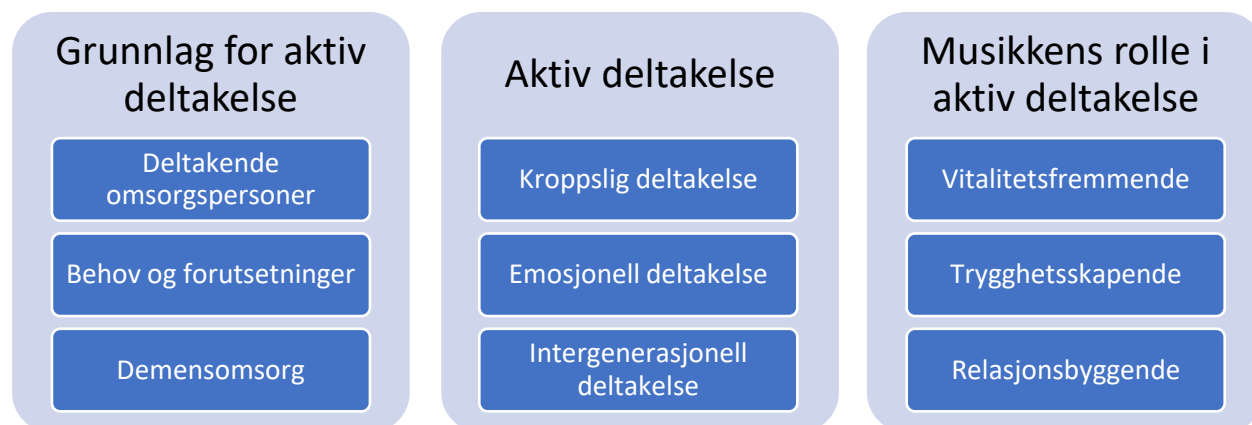 Grunnlag for aktiv
deltakelse
Deltakende
omsorgspersoner
Behov og forutsetninger
Demensomsorg
Aktiv deltakelse
Kroppslig deltakelse
Emosjonell deltakelse
Intergenerasjonell
deltakelse
Musikkens rolle i
aktiv deltakelse
Vitalitetsfremmende
Trygghetsskapende
Relasjonsbyggende